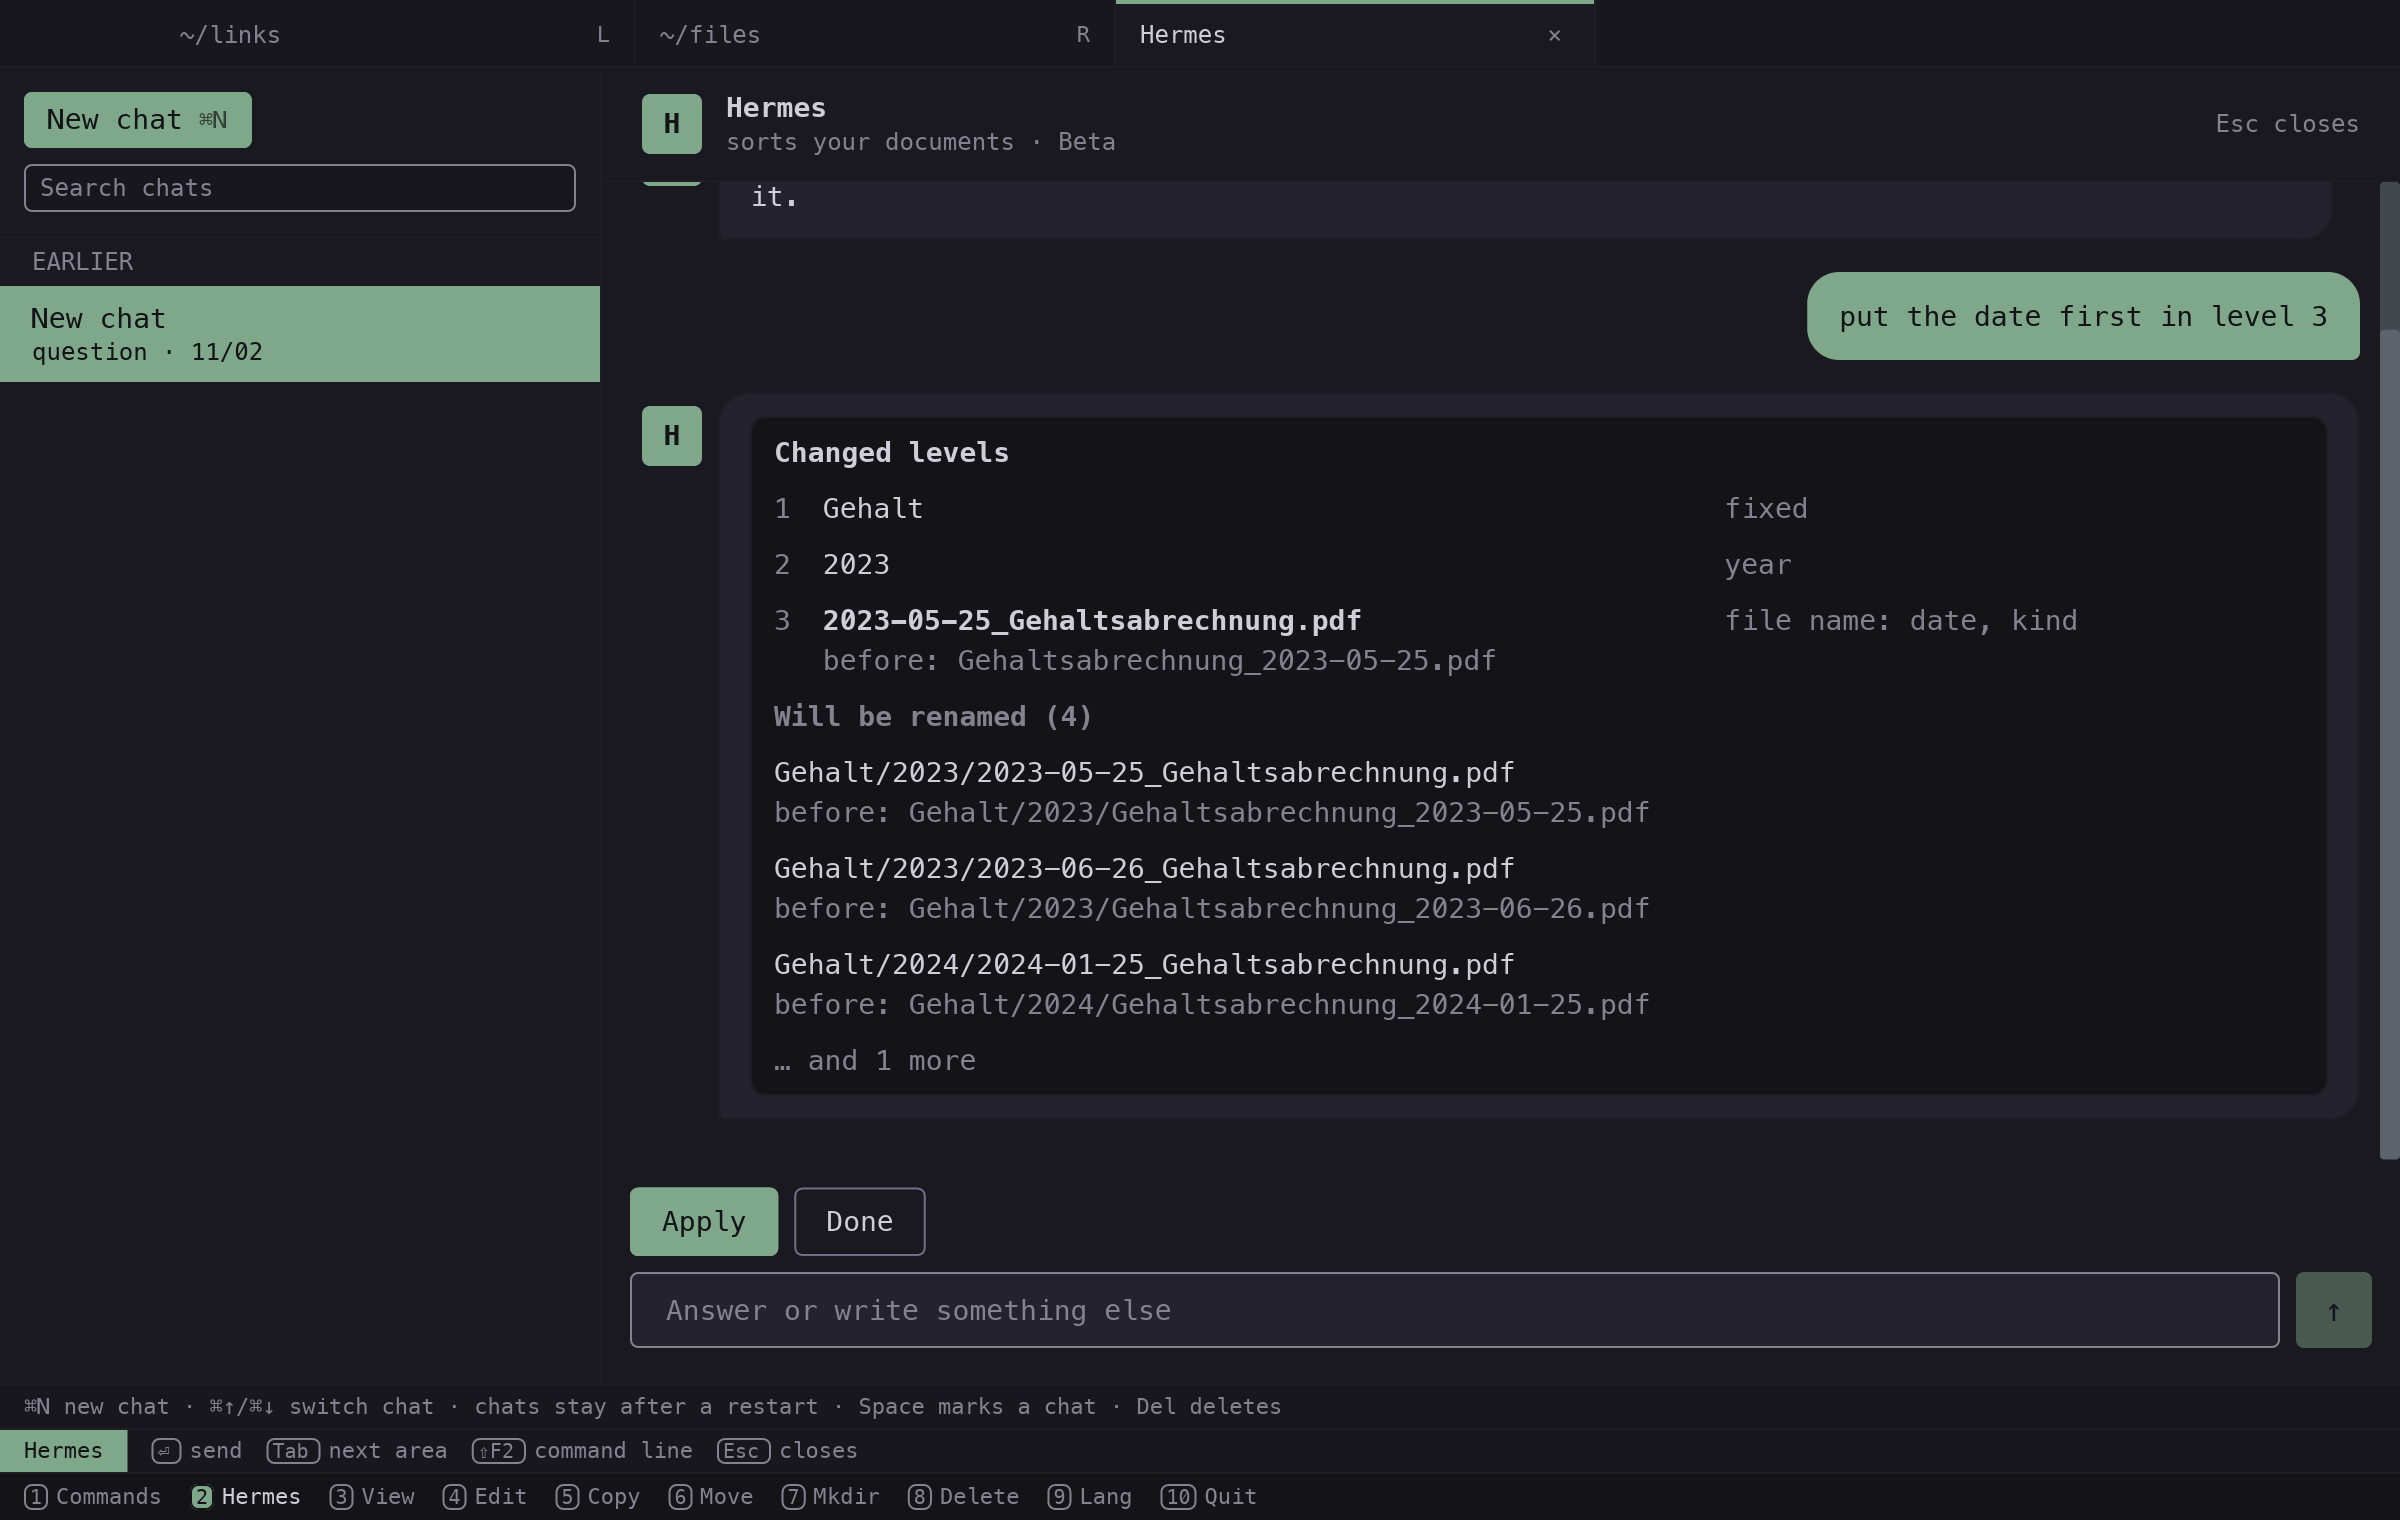 ~/links L ~/files R Hermes ×
New chat ⌘N
Search chats
EARLIER
New chat
question · 11/02
H Hermes
sorts your documents · Beta
Esc closes
it.
put the date first in level 3
H
Changed levels
1 Gehalt fixed
2 2023 year
3 2023-05-25_Gehaltsabrechnung.pdf file name: date, kind
before: Gehaltsabrechnung_2023-05-25.pdf
Will be renamed (4)
Gehalt/2023/2023-05-25_Gehaltsabrechnung.pdf
before: Gehalt/2023/Gehaltsabrechnung_2023-05-25.pdf
Gehalt/2023/2023-06-26_Gehaltsabrechnung.pdf
before: Gehalt/2023/Gehaltsabrechnung_2023-06-26.pdf
Gehalt/2024/2024-01-25_Gehaltsabrechnung.pdf
before: Gehalt/2024/Gehaltsabrechnung_2024-01-25.pdf
… and 1 more
Apply Done
Answer or write something else ↑
⌘N new chat · ⌘↑/⌘↓ switch chat · chats stay after a restart · Space marks a chat · Del deletes
Hermes ⏎ send Tab next area ⇧F2 command line Esc closes
1 Commands 2 Hermes 3 View 4 Edit 5 Copy 6 Move 7 Mkdir 8 Delete 9 Lang 10 Quit